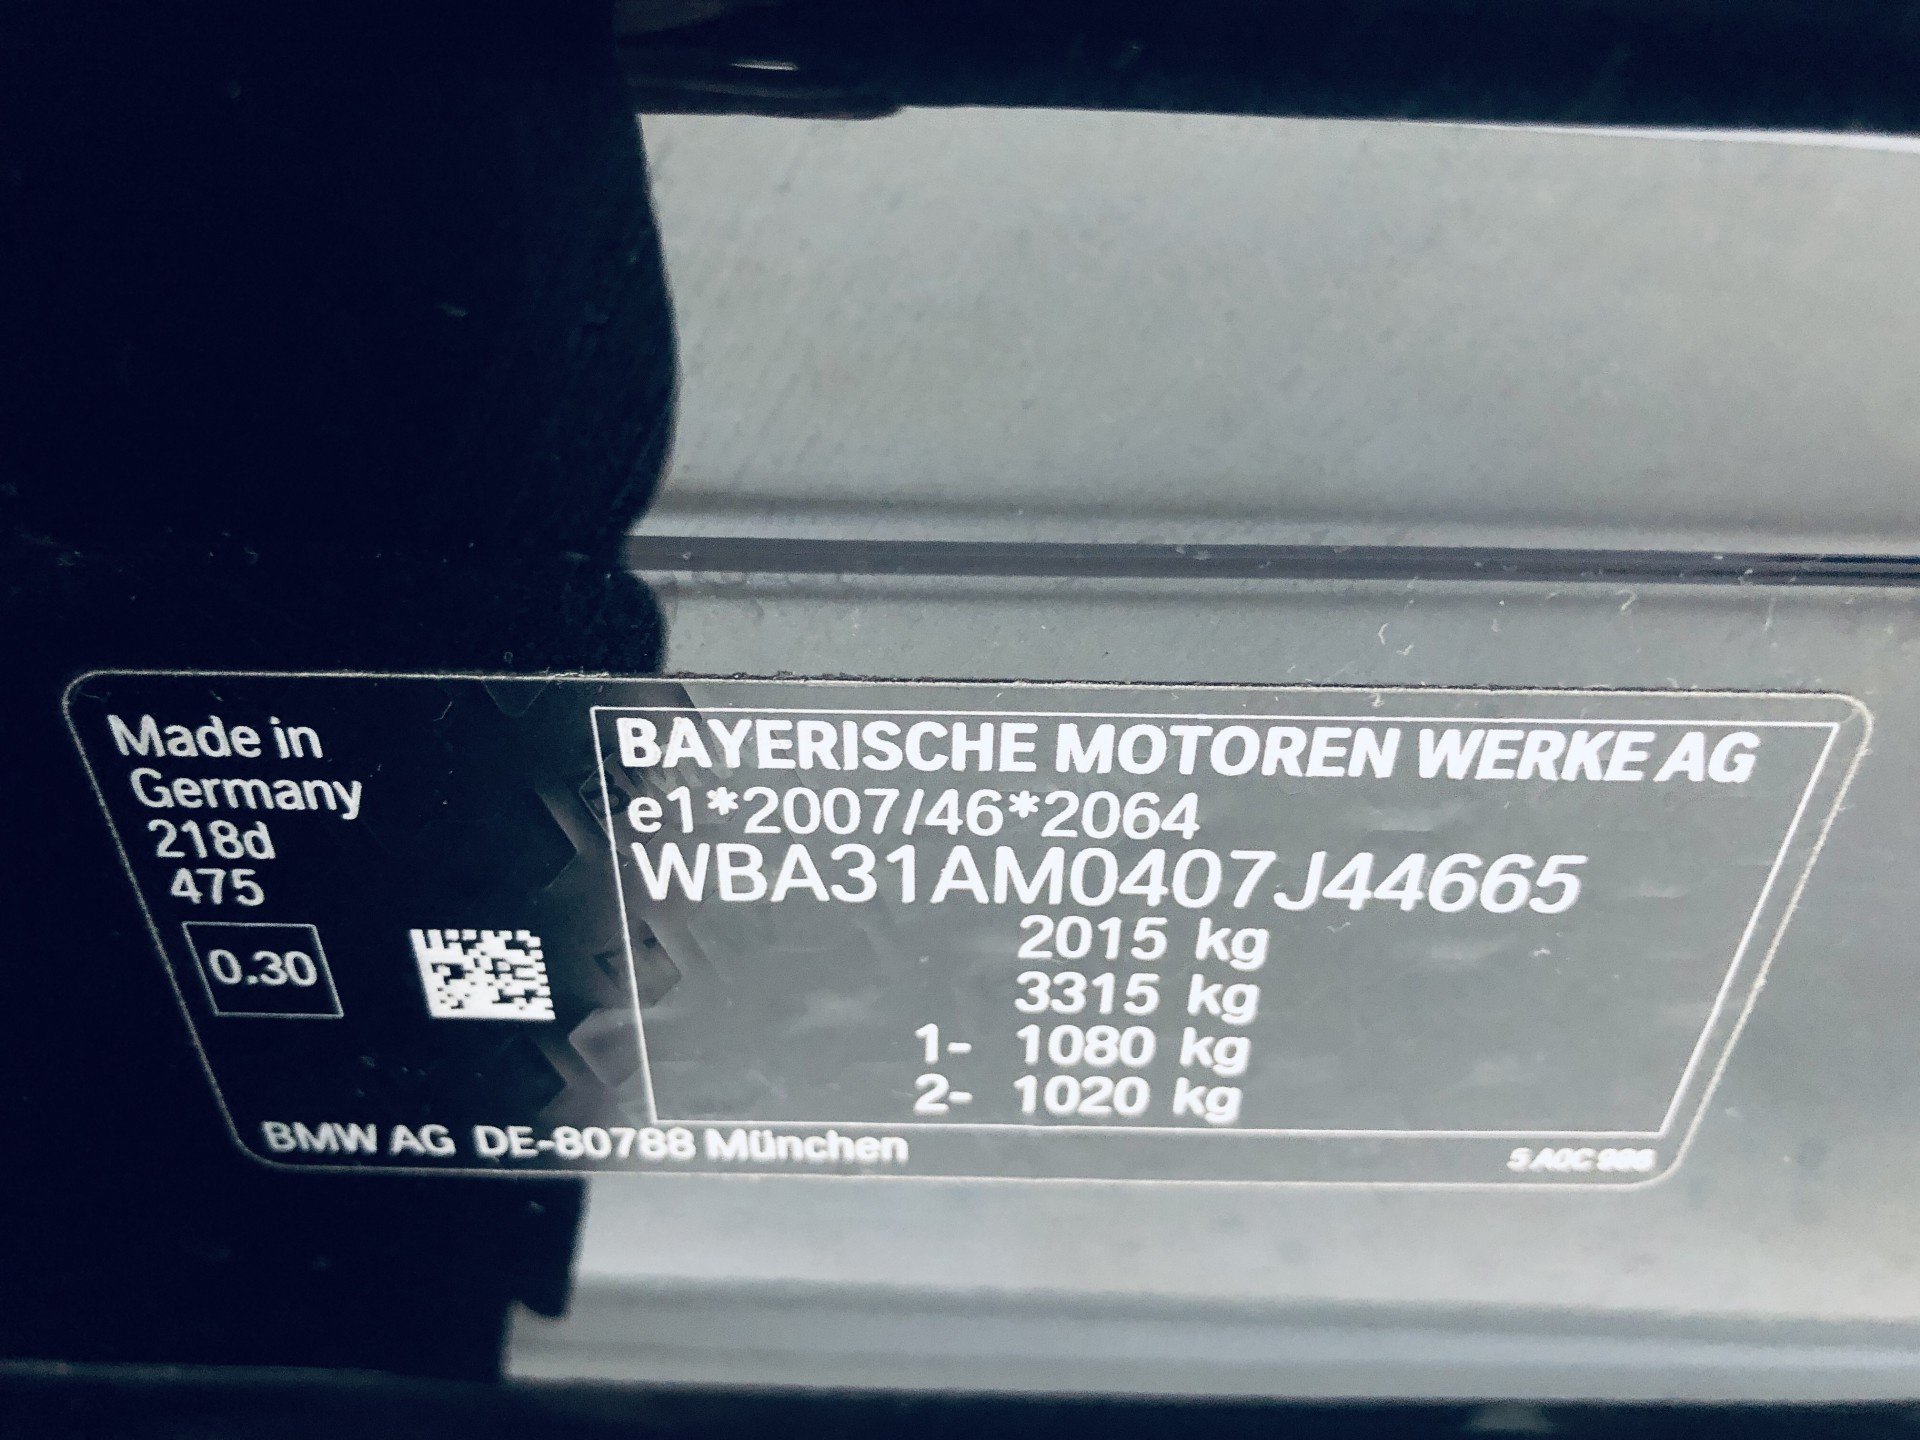 Made in
Germany
218d
475
0.30
BAYERISCHE MOTOREN WERKE AG
e1*2007/46*2064
WBA31AM0407J44665
2015 kg
3315 kg
1- 1080 kg
2- 1020 kg
BMW AG DE-80788 München